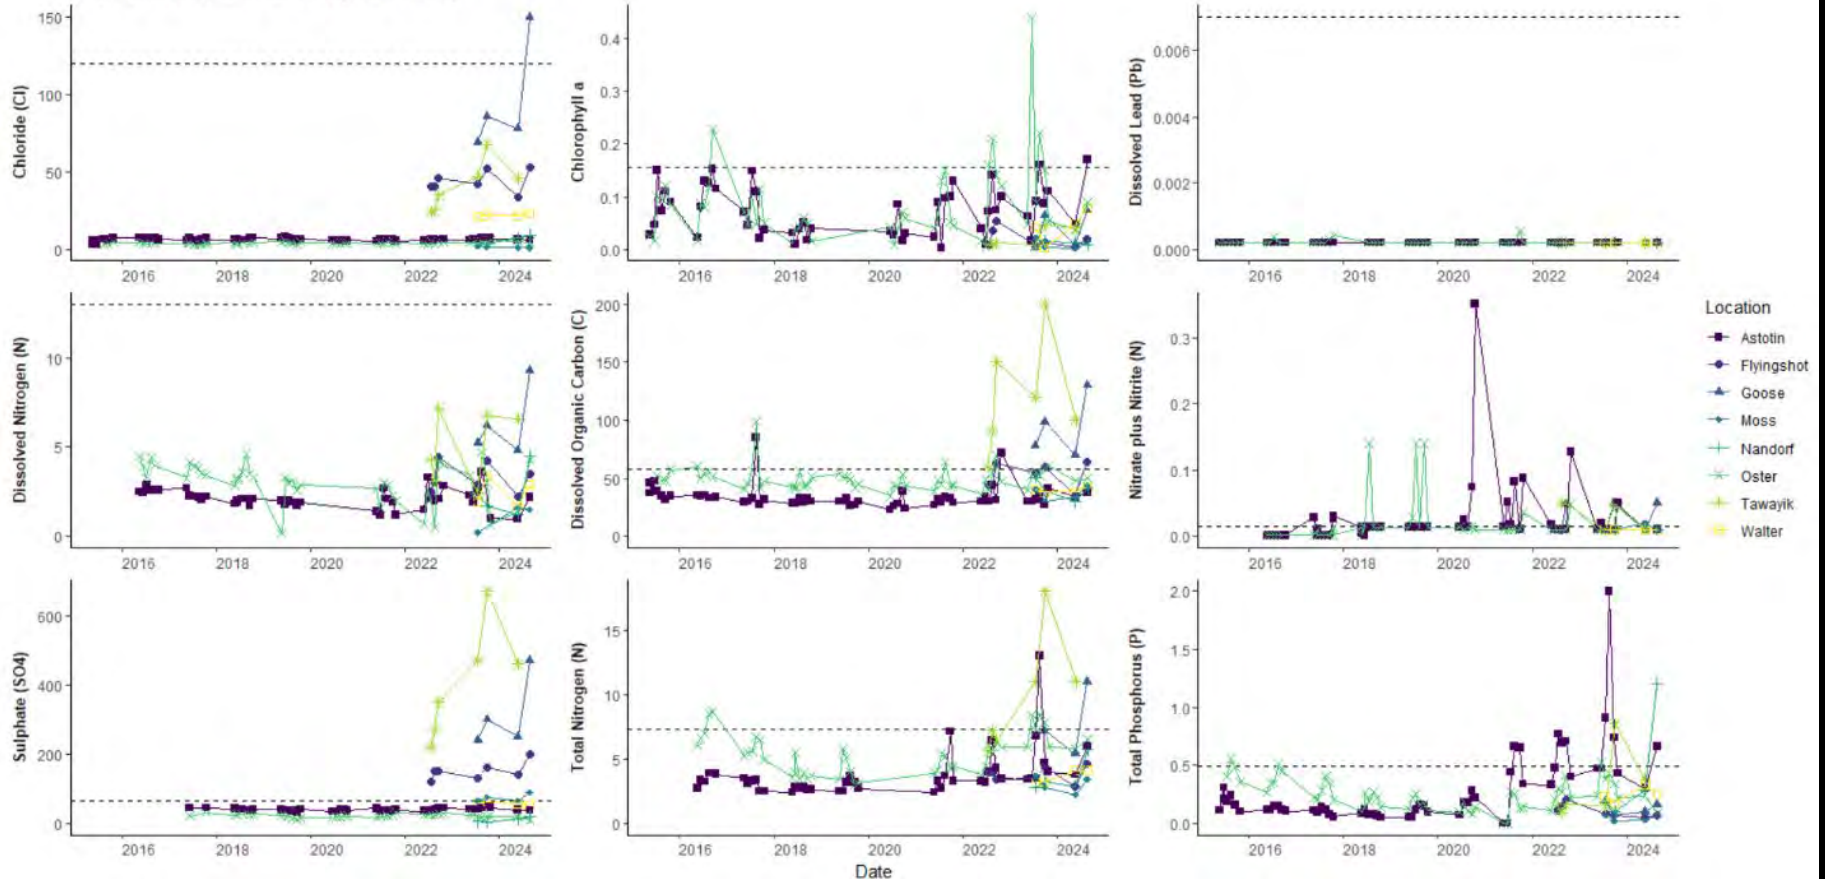 Chloride (Cl)
150
100
50
0
2016 2018 2020 2022 2024
Chlorophyll a
0.4
0.3
0.2
0.1
0.0
2016 2018 2020 2022 2024
Dissolved Lead (Pb)
0.006
0.004
0.002
0.000
2016 2018 2020 2022 2024
Dissolved Nitrogen (N)
10
5
0
2016 2018 2020 2022 2024
Dissolved Organic Carbon (C)
200
150
100
50
0
2016 2018 2020 2022 2024
Nitrate plus Nitrite (N)
0.3
0.2
0.1
0.0
2016 2018 2020 2022 2024
Sulphate (SO4)
600
400
200
0
2016 2018 2020 2022 2024
Total Nitrogen (N)
15
10
5
0
2016 2018 2020 2022 2024
Date
Total Phosphorus (P)
2.0
1.5
1.0
0.5
0.0
2016 2018 2020 2022 2024
Location
Astotin
Flyingshot
Goose
Moss
Nandorf
Oster
Tawayik
Walter